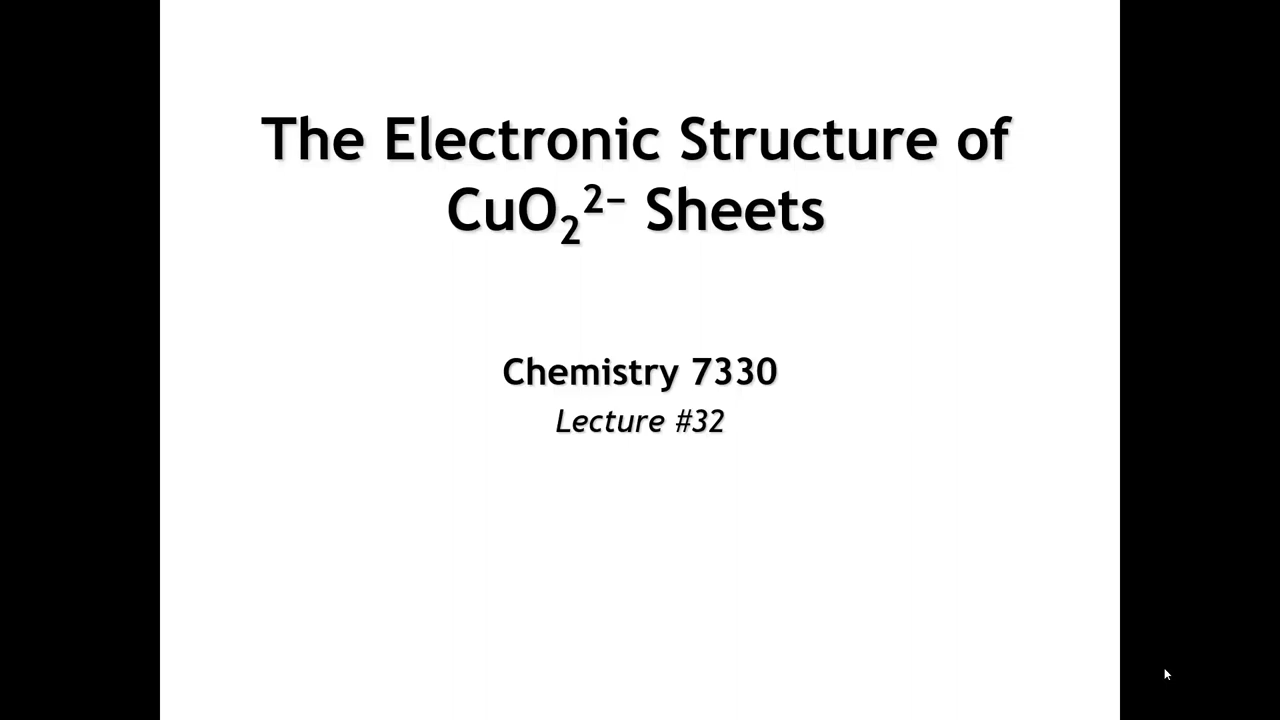 The Electronic Structure of
CuO₂²⁻ Sheets
Chemistry 7330
Lecture #32